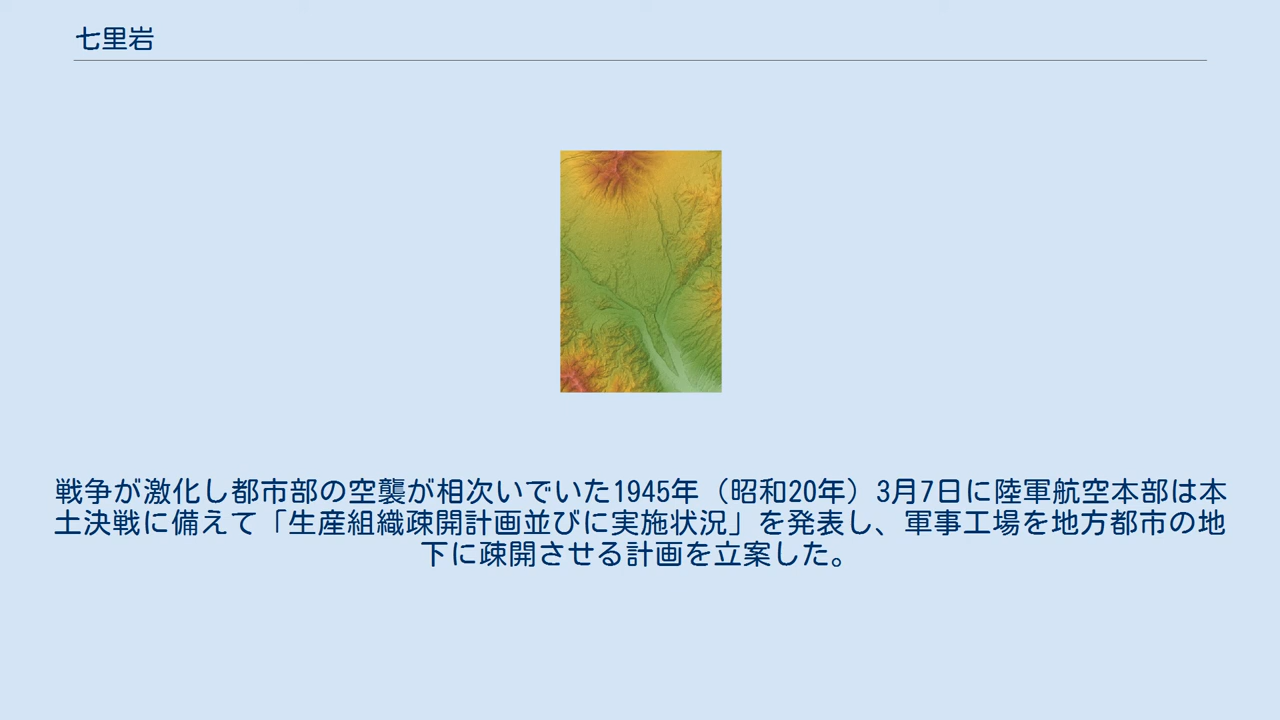 七里岩
戦争が激化し都市部の空襲が相次いでいた1945年（昭和20年）3月7日に陸軍航空本部は本
土決戦に備えて「生産組織疎開計画並びに実施状況」を発表し、軍事工場を地方都市の地
下に疎開させる計画を立案した。